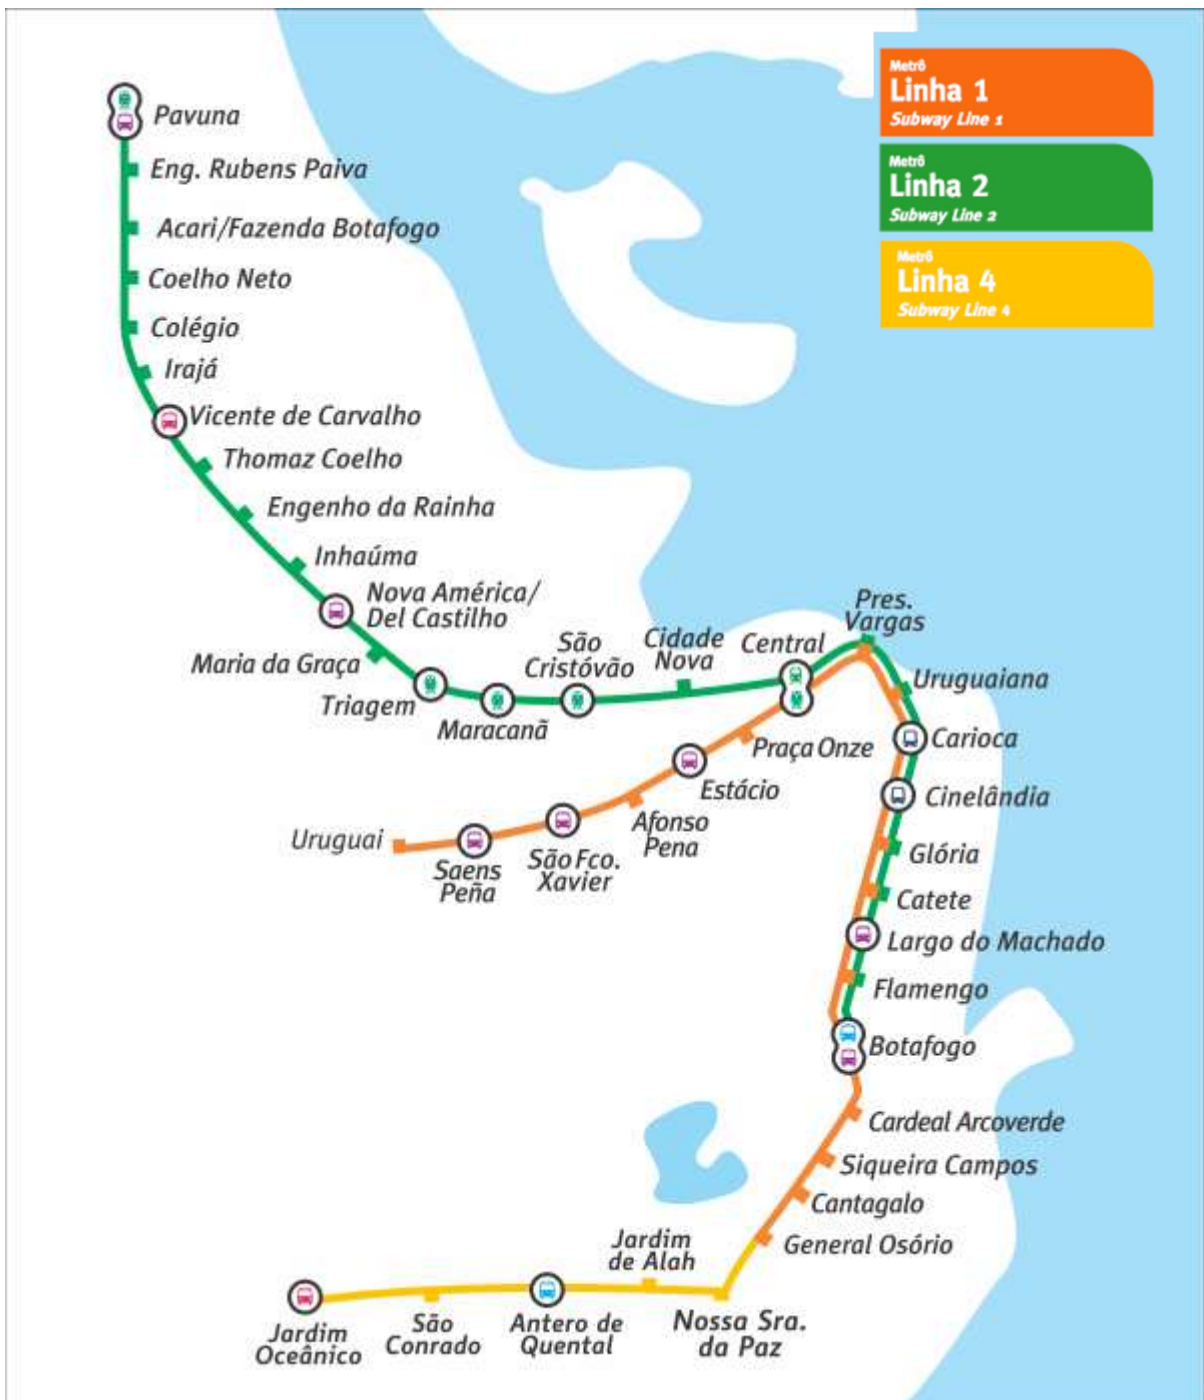 Metrô
Linha 1
Subway Line 1
Metrô
Linha 2
Subway Line 2
Metrô
Linha 4
Subway Line 4
Pavuna
Eng. Rubens Paiva
Acari/Fazenda Botafogo
Coelho Neto
Colégio
Irajá
Vicente de Carvalho
Thomaz Coelho
Engenho da Rainha
Inhaúma
Nova América/
Del Castilho
Maria da Graça
Triagem
Maracanã
São
Cristóvão
Cidade
Nova
Central
Pres.
Vargas
Uruguaiana
Carioca
Cinelândia
Glória
Catete
Largo do Machado
Flamengo
Botafogo
Praça Onze
Estácio
Afonso
Pena
São Fco.
Xavier
Saens
Peña
Uruguai
Cardeal Arcoverde
Siqueira Campos
Cantagalo
General Osório
Nossa Sra.
da Paz
Jardim
de Alah
Antero de
Quental
São
Conrado
Jardim
Oceânico